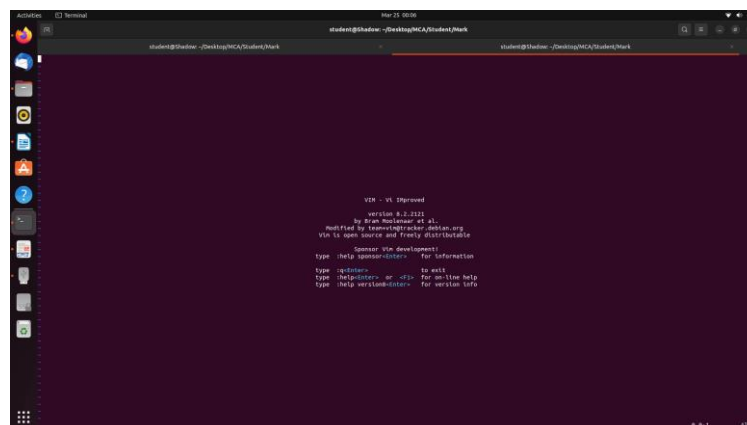 Activities Terminal Mar 25 00:06
student@Shadow: ~/Desktop/MCA/Student/Mark
student@Shadow: ~/Desktop/MCA/Student/Mark student@Shadow: ~/Desktop/MCA/Student/Mark
VIM - Vi IMproved
version 8.2.2121
by Bram Moolenaar et al.
Modified by team+vim@tracker.debian.org
Vim is open source and freely distributable
Sponsor Vim development!
type :help sponsor<Enter> for information
type :q<Enter> to exit
type :help<Enter> or <F1> for on-line help
type :help version8<Enter> for version info